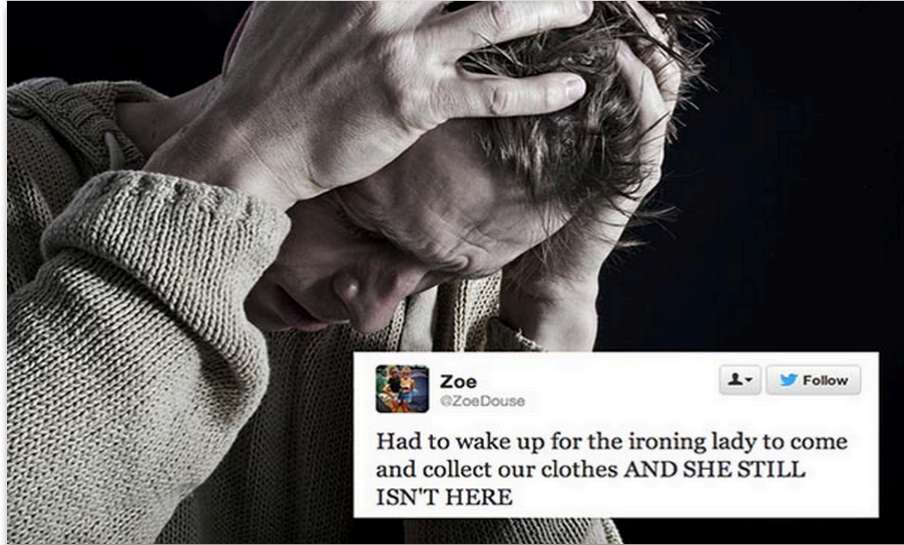 Zoe
@ZoeDouse
Follow
Had to wake up for the ironing lady to come
and collect our clothes AND SHE STILL
ISN'T HERE